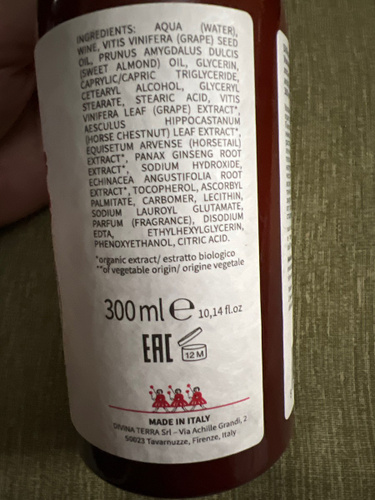 INGREDIENTS: AQUA (WATER),
WINE, VITIS VINIFERA (GRAPE) SEED
OIL, PRUNUS AMYGDALUS DULCIS
(SWEET ALMOND) OIL, GLYCERIN,
CAPRYLIC/CAPRIC TRIGLYCERIDE,
CETEARYL ALCOHOL, GLYCERYL
STEARATE, STEARIC ACID, VITIS
VINIFERA LEAF (GRAPE) EXTRACT*,
AESCULUS HIPPOCASTANUM
(HORSE CHESTNUT) LEAF EXTRACT*,
EQUISETUM ARVENSE (HORSETAIL)
EXTRACT*, PANAX GINSENG ROOT
EXTRACT*, SODIUM HYDROXIDE,
ECHINACEA ANGUSTIFOLIA ROOT
EXTRACT*, TOCOPHEROL, ASCORBYL
PALMITATE, CARBOMER, LECITHIN,
SODIUM LAUROYL GLUTAMATE,
PARFUM (FRAGRANCE), DISODIUM
EDTA, ETHYLHEXYLGLYCERIN,
PHENOXYETHANOL, CITRIC ACID.
*organic extract/ estratto biologico
**of vegetable origin/ origine vegetale
300 ml e 10,14 fl.oz
EAC 12 M
MADE IN ITALY
DIVINA TERRA Srl – Via Achille Grandi, 2
50023 Tavarnuzze, Firenze, Italy